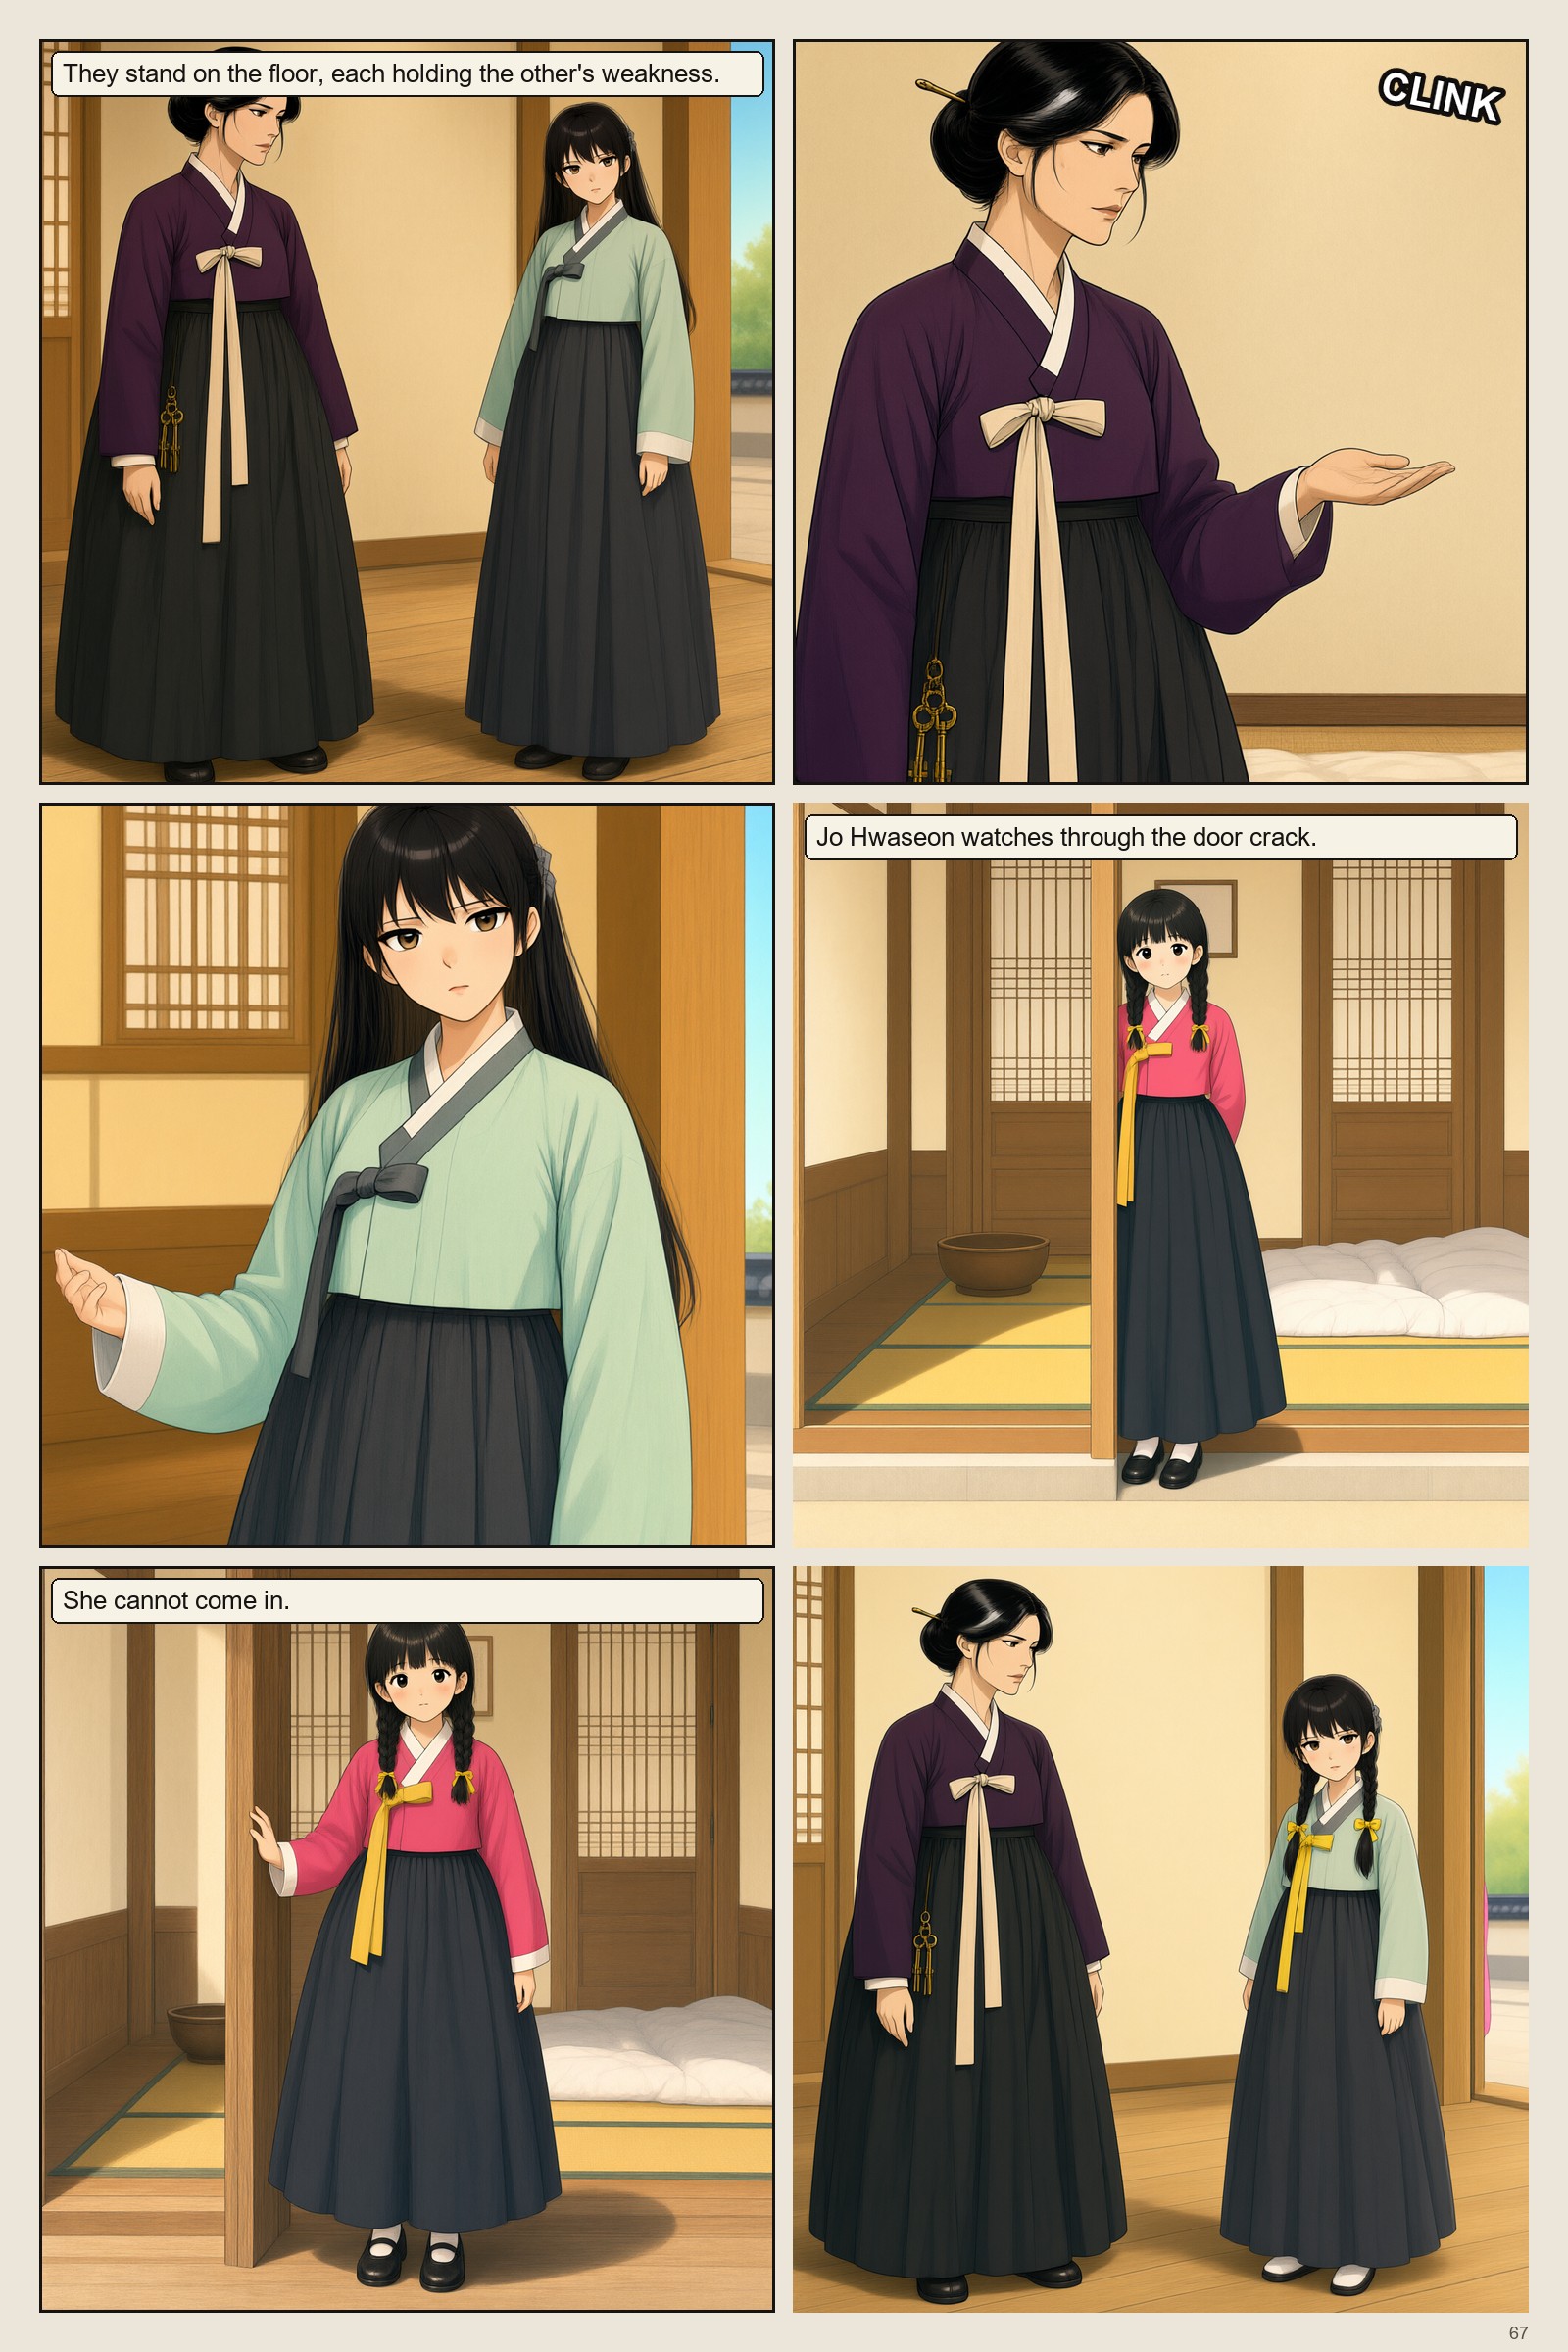 They stand on the floor, each holding the other's weakness.
CLINK
Jo Hwaseon watches through the door crack.
She cannot come in.
67